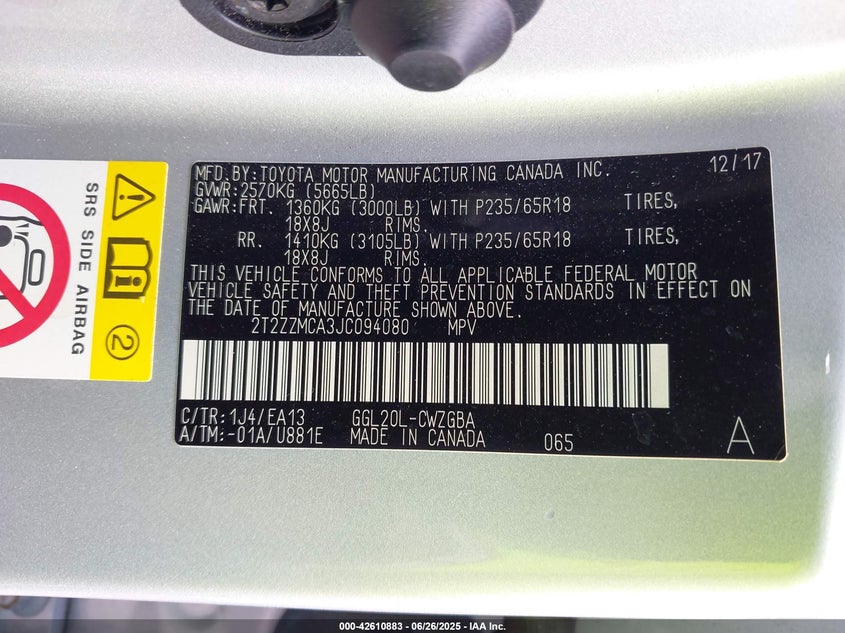 MFD.BY:TOYOTA MOTOR MANUFACTURING CANADA INC. 12/17
GVWR:2570KG (5665LB)
GAWR:FRT. 1360KG (3000LB) WITH P235/65R18 TIRES,
18X8J RIMS.
RR. 1410KG (3105LB) WITH P235/65R18 TIRES,
18X8J RIMS.
THIS VEHICLE CONFORMS TO ALL APPLICABLE FEDERAL MOTOR
VEHICLE SAFETY AND THEFT PREVENTION STANDARDS IN EFFECT ON
THE DATE OF MANUFACTURE SHOWN ABOVE.
2T2ZZMCA3JC094080 MPV
C/TR:1J4/EA13 GGL20L-CWZGBA
A/TM:-01A/U881E MADE IN CANADA 065 A
SRS SIDE AIRBAG
2
000-42610883 / 06/26/2025 - IAA Inc.